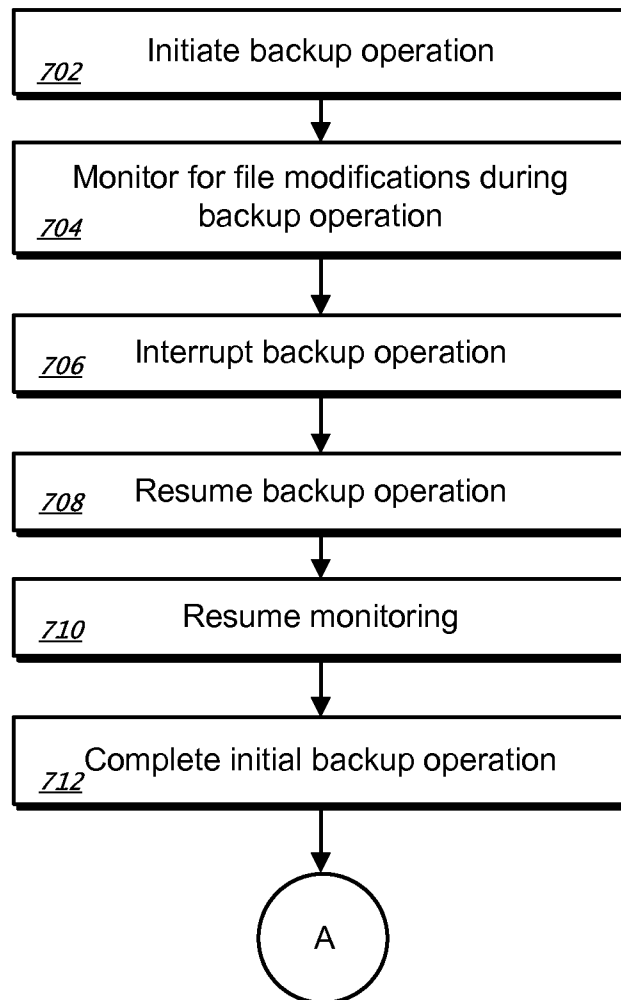 Initiate backup operation
702
Monitor for file modifications during
backup operation
704
Interrupt backup operation
706
Resume backup operation
708
Resume monitoring
710
Complete initial backup operation
712
A